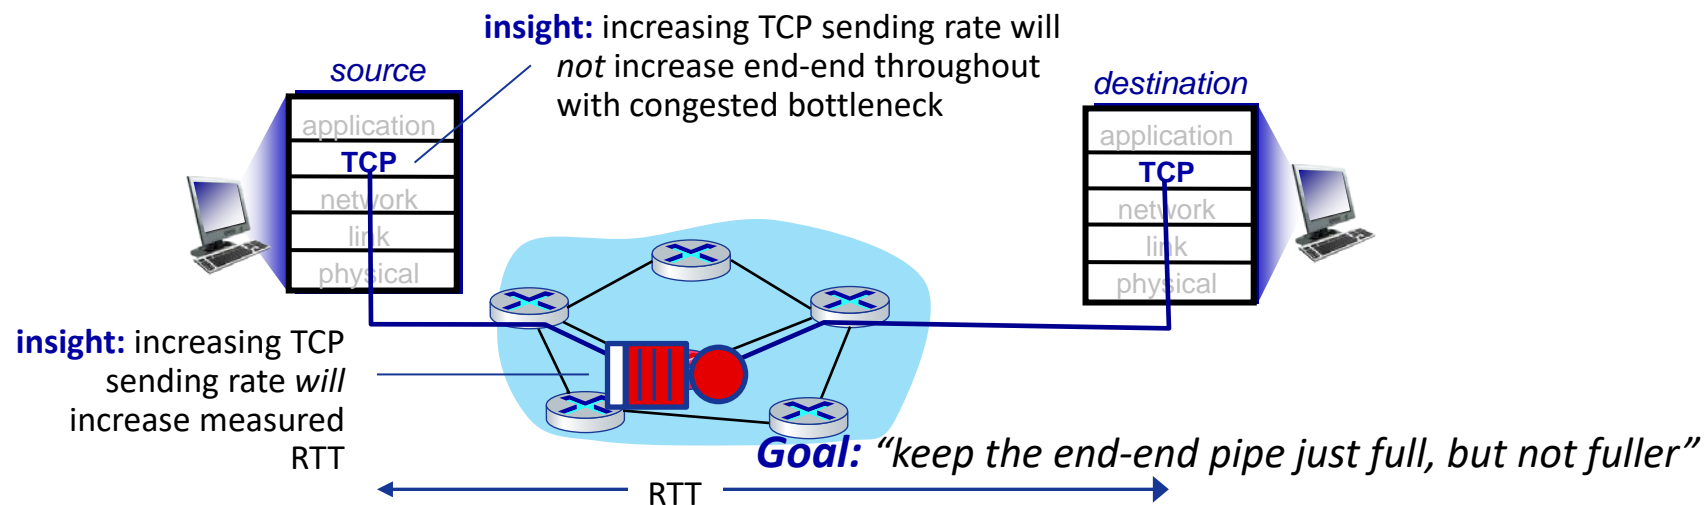 insight: increasing TCP sending rate will
not increase end-end throughout
with congested bottleneck
source
application
TCP
network
link
physical
destination
application
TCP
network
link
physical
insight: increasing TCP
sending rate will
increase measured
RTT
Goal: “keep the end-end pipe just full, but not fuller”
RTT